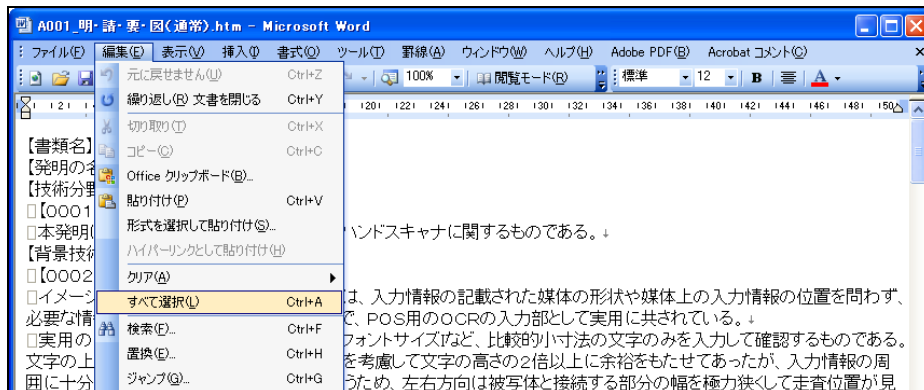 A001_明・請・要・図(通常).htm - Microsoft Word
ファイル(F) 編集(E) 表示(V) 挿入(I) 書式(O) ツール(T) 罫線(A) ウィンドウ(W) ヘルプ(H) Adobe PDF(B) Acrobat コメント(C)
100% 閲覧モード(R) 標準 12 B A
元に戻せません(U) Ctrl+Z
繰り返し(R) 文書を閉じる Ctrl+Y
切り取り(T) Ctrl+X
コピー(C) Ctrl+C
Office クリップボード(B)...
貼り付け(P) Ctrl+V
形式を選択して貼り付け(S)...
ハイパーリンクとして貼り付け(H)
クリア(A)
すべて選択(L) Ctrl+A
検索(F)... Ctrl+F
置換(E)... Ctrl+H
ジャンプ(G)... Ctrl+G
|20| |22| |24| |26| |28| |30| |32| |34| |36| |38| |40| |42| |44| |46| |48| |50
【書類名】
【発明の名
【技術分野
□【0001
□本発明は ハンドスキャナに関するものである。↓
【背景技術
□【0002
□イメージ は、入力情報の記載された媒体の形状や媒体上の入力情報の位置を問わず、
必要な情 で、POS用のOCRの入力部として実用に共されている。↓
□実用の フォントサイズIなど、比較的小寸法の文字のみを入力して確認するものである。
文字の上 を考慮して文字の高さの2倍以上に余裕をもたせてあったが、入力情報の周
囲に十分 うため、左右方向は被写体と接続する部分の幅を極力狭くして走査位置が見